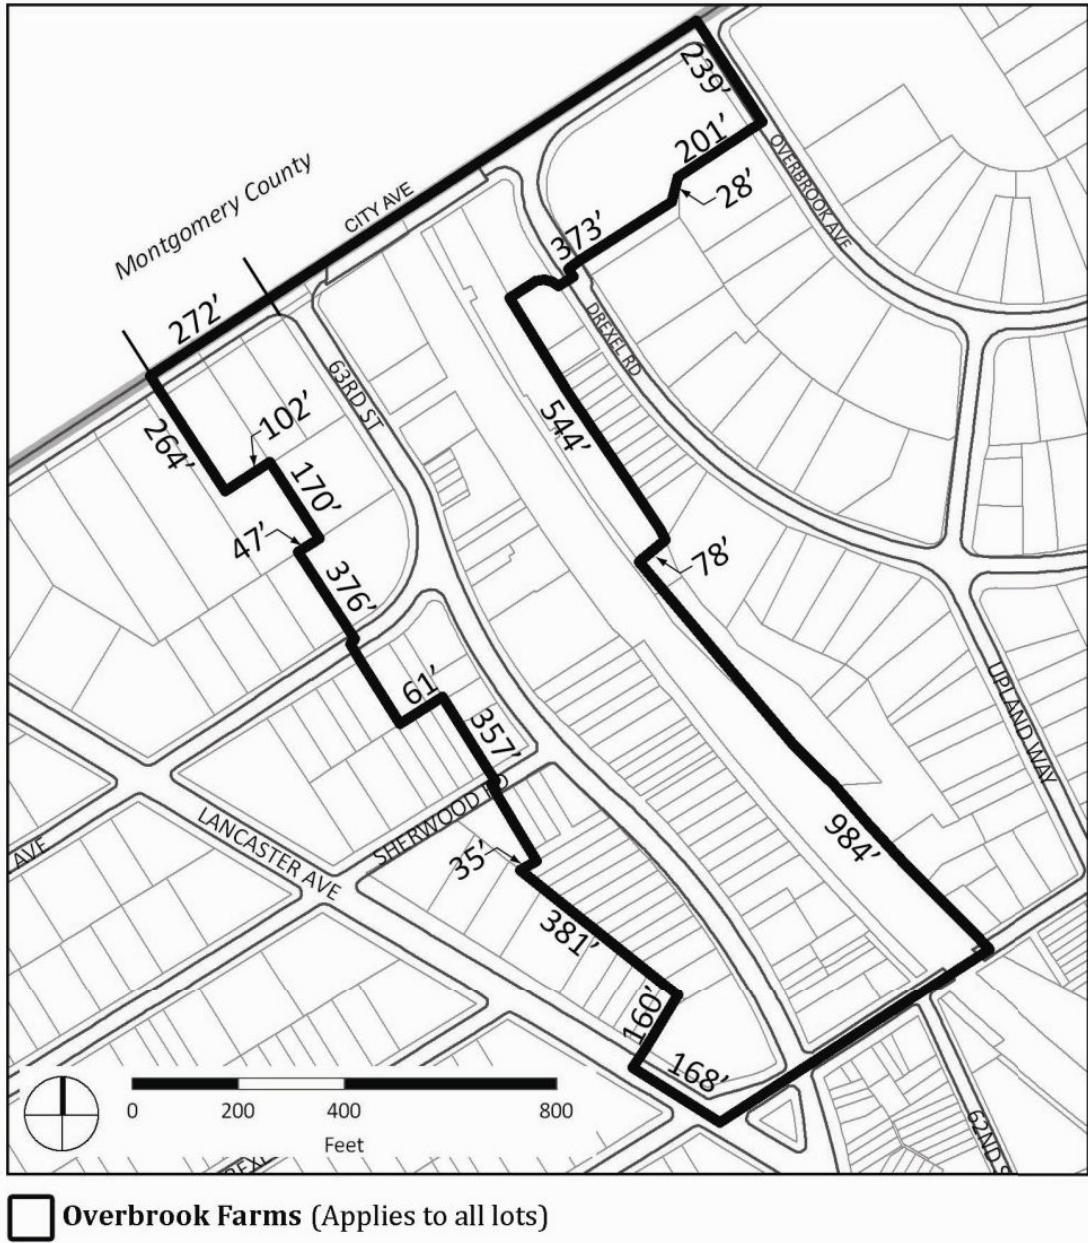 239'
201'
OVERBROOK AVE
28'
Montgomery County
CITY AVE
373'
272'
DREXEL RD
63RD ST
102'
264'
544'
170'
47'
78'
376'
61'
UPLAND WAY
357'
LANCASTER AVE
SHERWOOD RD
984'
AVE
35'
381'
160'
168'
0 200 400 800
Feet
62ND S
Overbrook Farms (Applies to all lots)